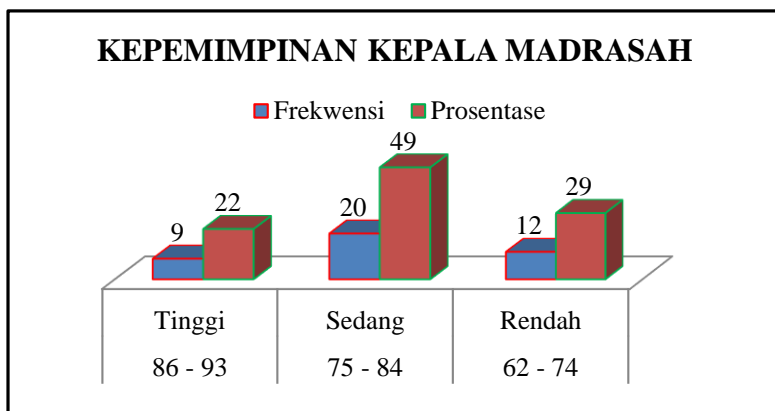 KEPEMIMPINAN KEPALA MADRASAH
Frekwensi Prosentase
9 22 20 49 12 29
Tinggi Sedang Rendah
86 - 93 75 - 84 62 - 74